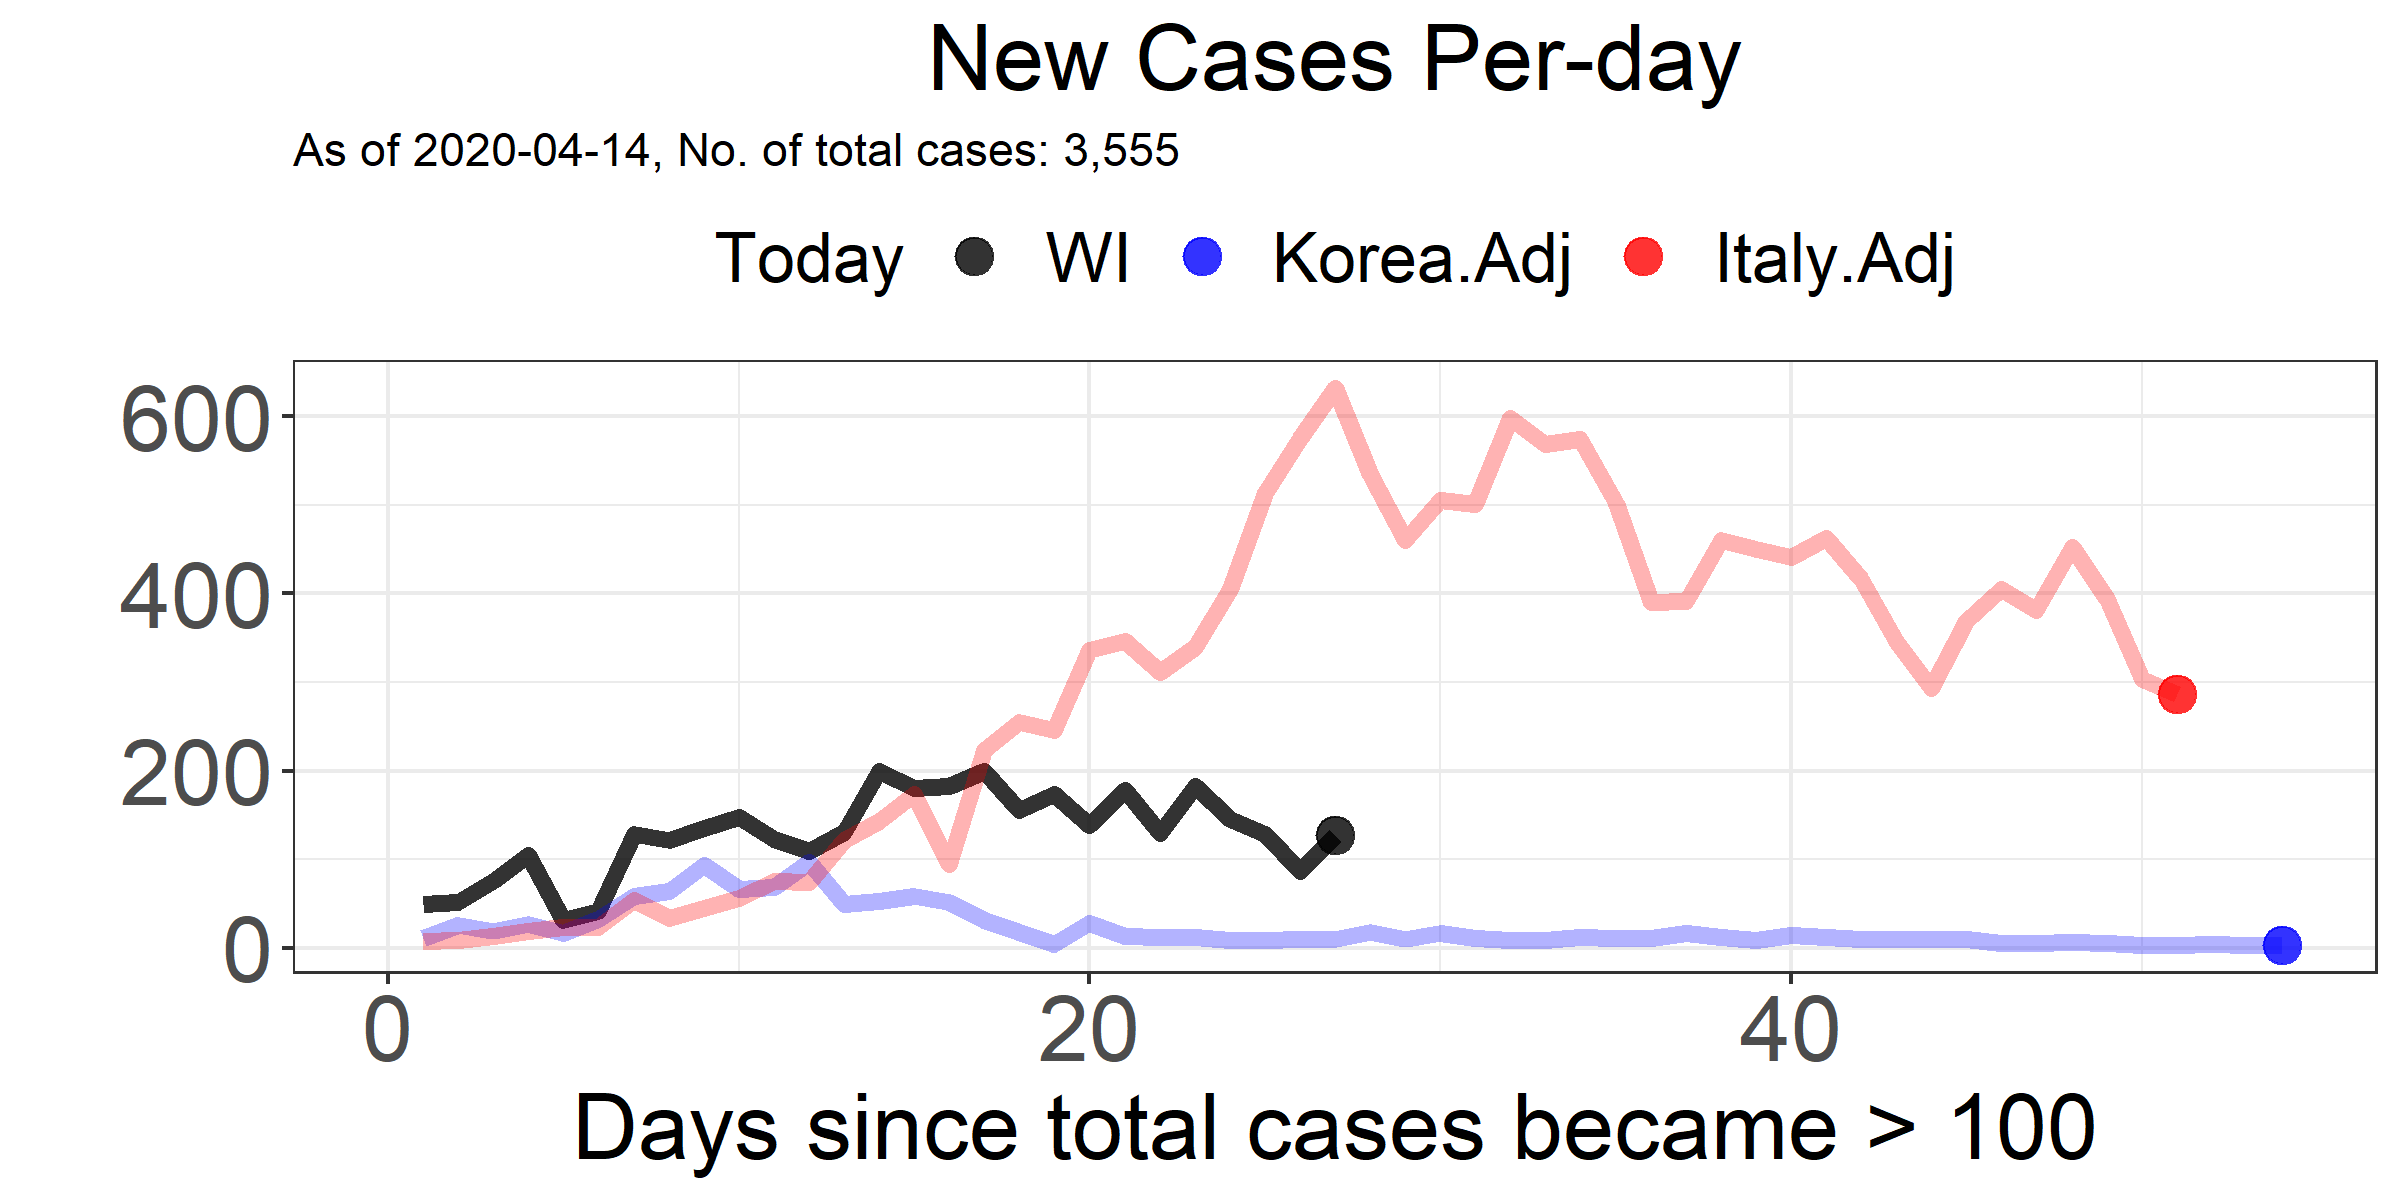 New Cases Per-day
As of 2020-04-14, No. of total cases: 3,555
Today WI Korea.Adj Italy.Adj
600
400
200
0
0 20 40
Days since total cases became > 100